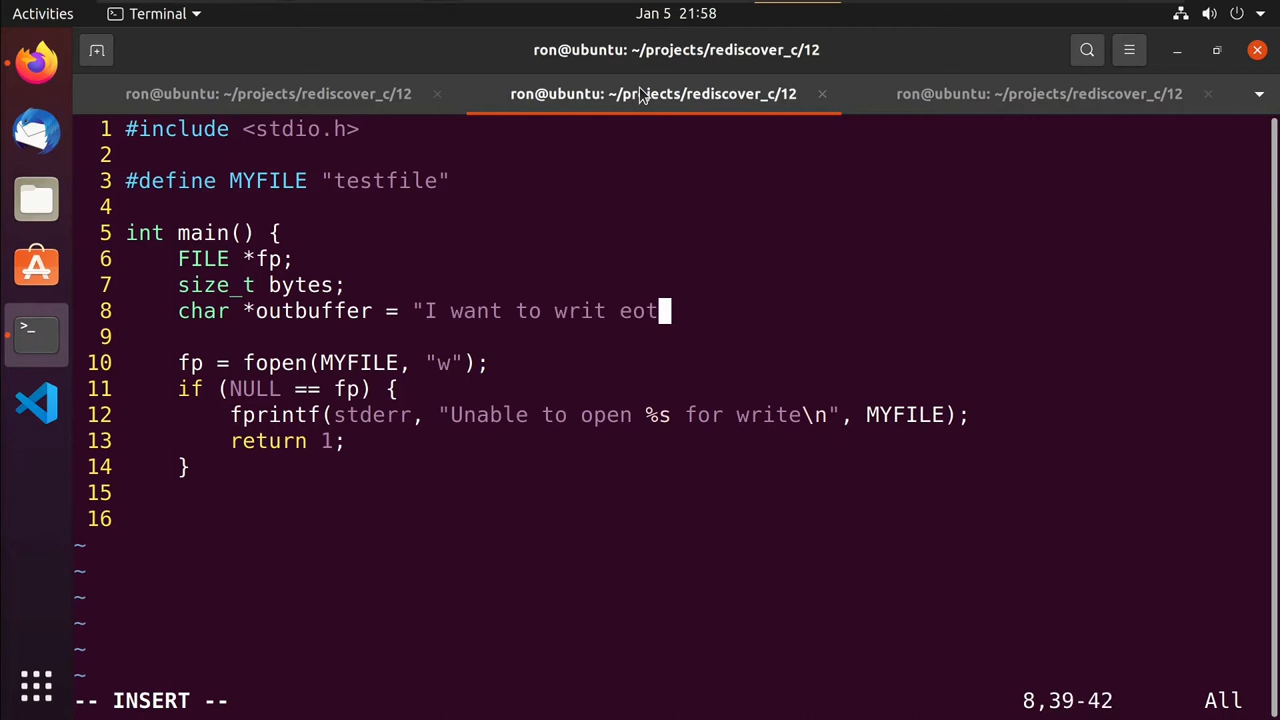 Activities Terminal Jan 5 21:58
ron@ubuntu: ~/projects/rediscover_c/12
ron@ubuntu: ~/projects/rediscover_c/12 × ron@ubuntu: ~/projects/rediscover_c/12 × ron@ubuntu: ~/projects/rediscover_c/12 ×
1 #include <stdio.h>
2
3 #define MYFILE "testfile"
4
5 int main() {
6     FILE *fp;
7     size_t bytes;
8     char *outbuffer = "I want to writ eot
9
10     fp = fopen(MYFILE, "w");
11     if (NULL == fp) {
12         fprintf(stderr, "Unable to open %s for write\n", MYFILE);
13         return 1;
14     }
15
16
~
~
~
~
~
~
-- INSERT -- 8,39-42 All